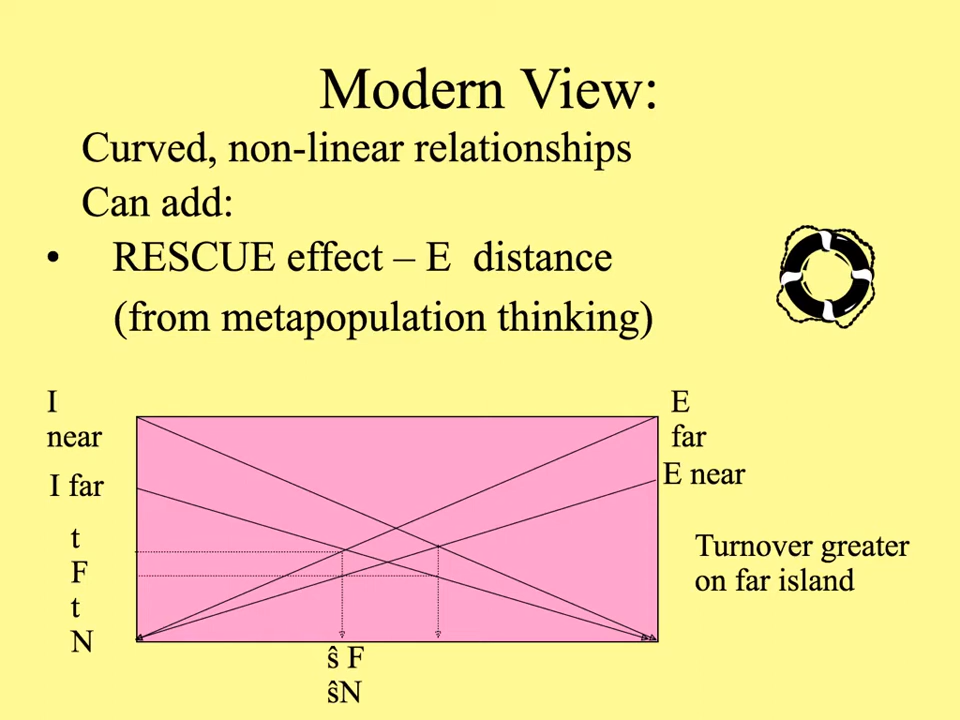 Modern View:
Curved, non-linear relationships
Can add:
• RESCUE effect – E distance
(from metapopulation thinking)
I
near
I far
t
F
t
N
E
far
E near
Turnover greater
on far island
ŝ F
ŝN